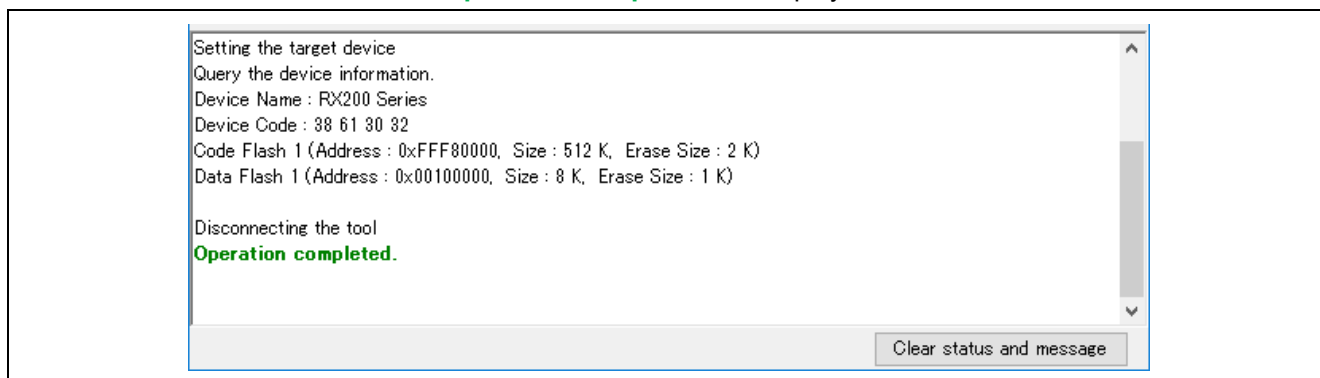 Setting the target device
Query the device information.
Device Name : RX200 Series
Device Code : 38 61 30 32
Code Flash 1 (Address : 0xFFF80000, Size : 512 K, Erase Size : 2 K)
Data Flash 1 (Address : 0x00100000, Size : 8 K, Erase Size : 1 K)
Disconnecting the tool
Operation completed.
Clear status and message